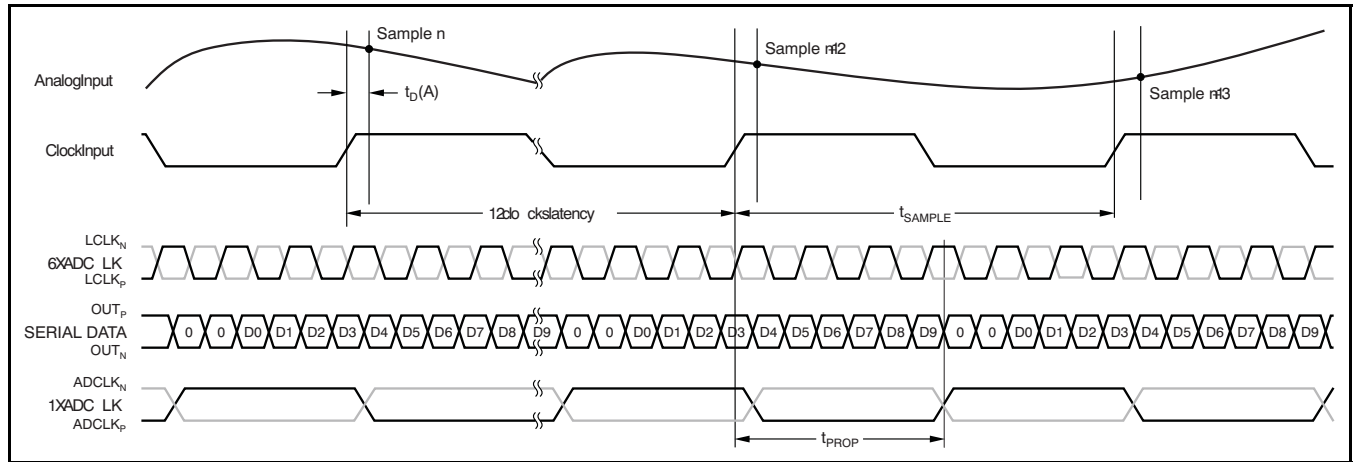 Sample n
Sample n+12
Sample n+13
AnalogInput
t_D(A)
ClockInput
12clo ckslatency
t_SAMPLE
LCLK_N
6XADC LK
LCLK_P
OUT_P
SERIAL DATA
0 0 D0 D1 D2 D3 D4 D5 D6 D7 D8 D9 0 0 D0 D1 D2 D3 D4 D5 D6 D7 D8 D9 0 0 D0 D1 D2 D3 D4 D5 D6 D7 D8 D9
OUT_N
ADCLK_N
1XADC LK
ADCLK_P
t_PROP